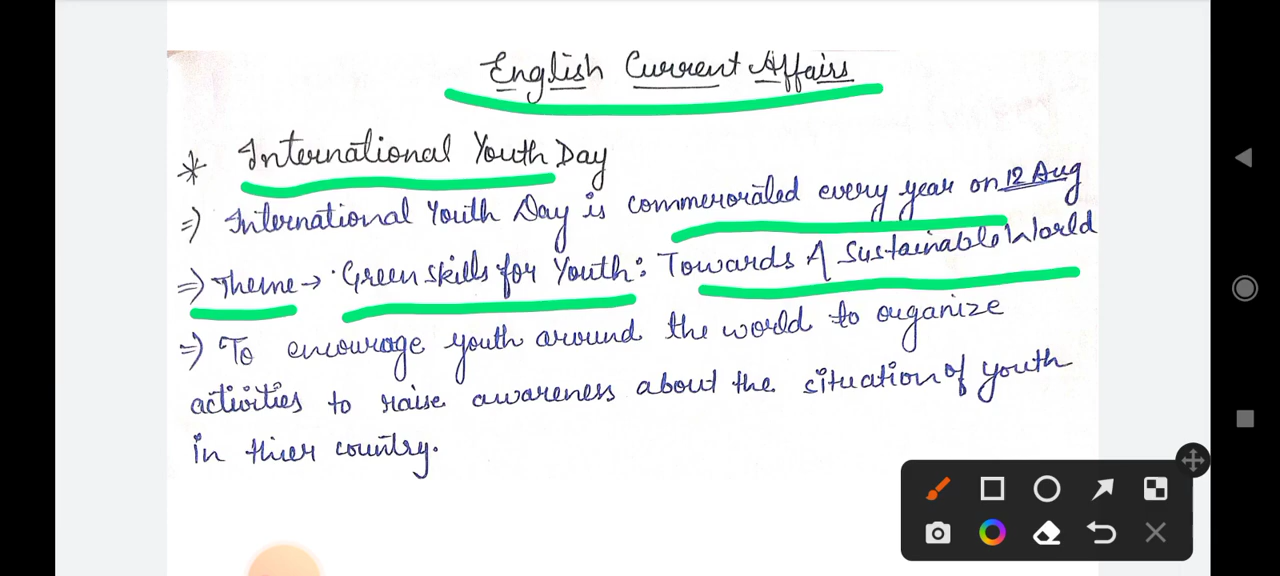 English Current Affairs
* International Youth Day
⇒ International Youth Day is commemorated every year on 12 Aug
⇒ Theme → Green skills for Youth: Towards A Sustainable World
⇒ To encourage youth around the world to organize
activities to raise awareness about the situation of youth
in thier country.